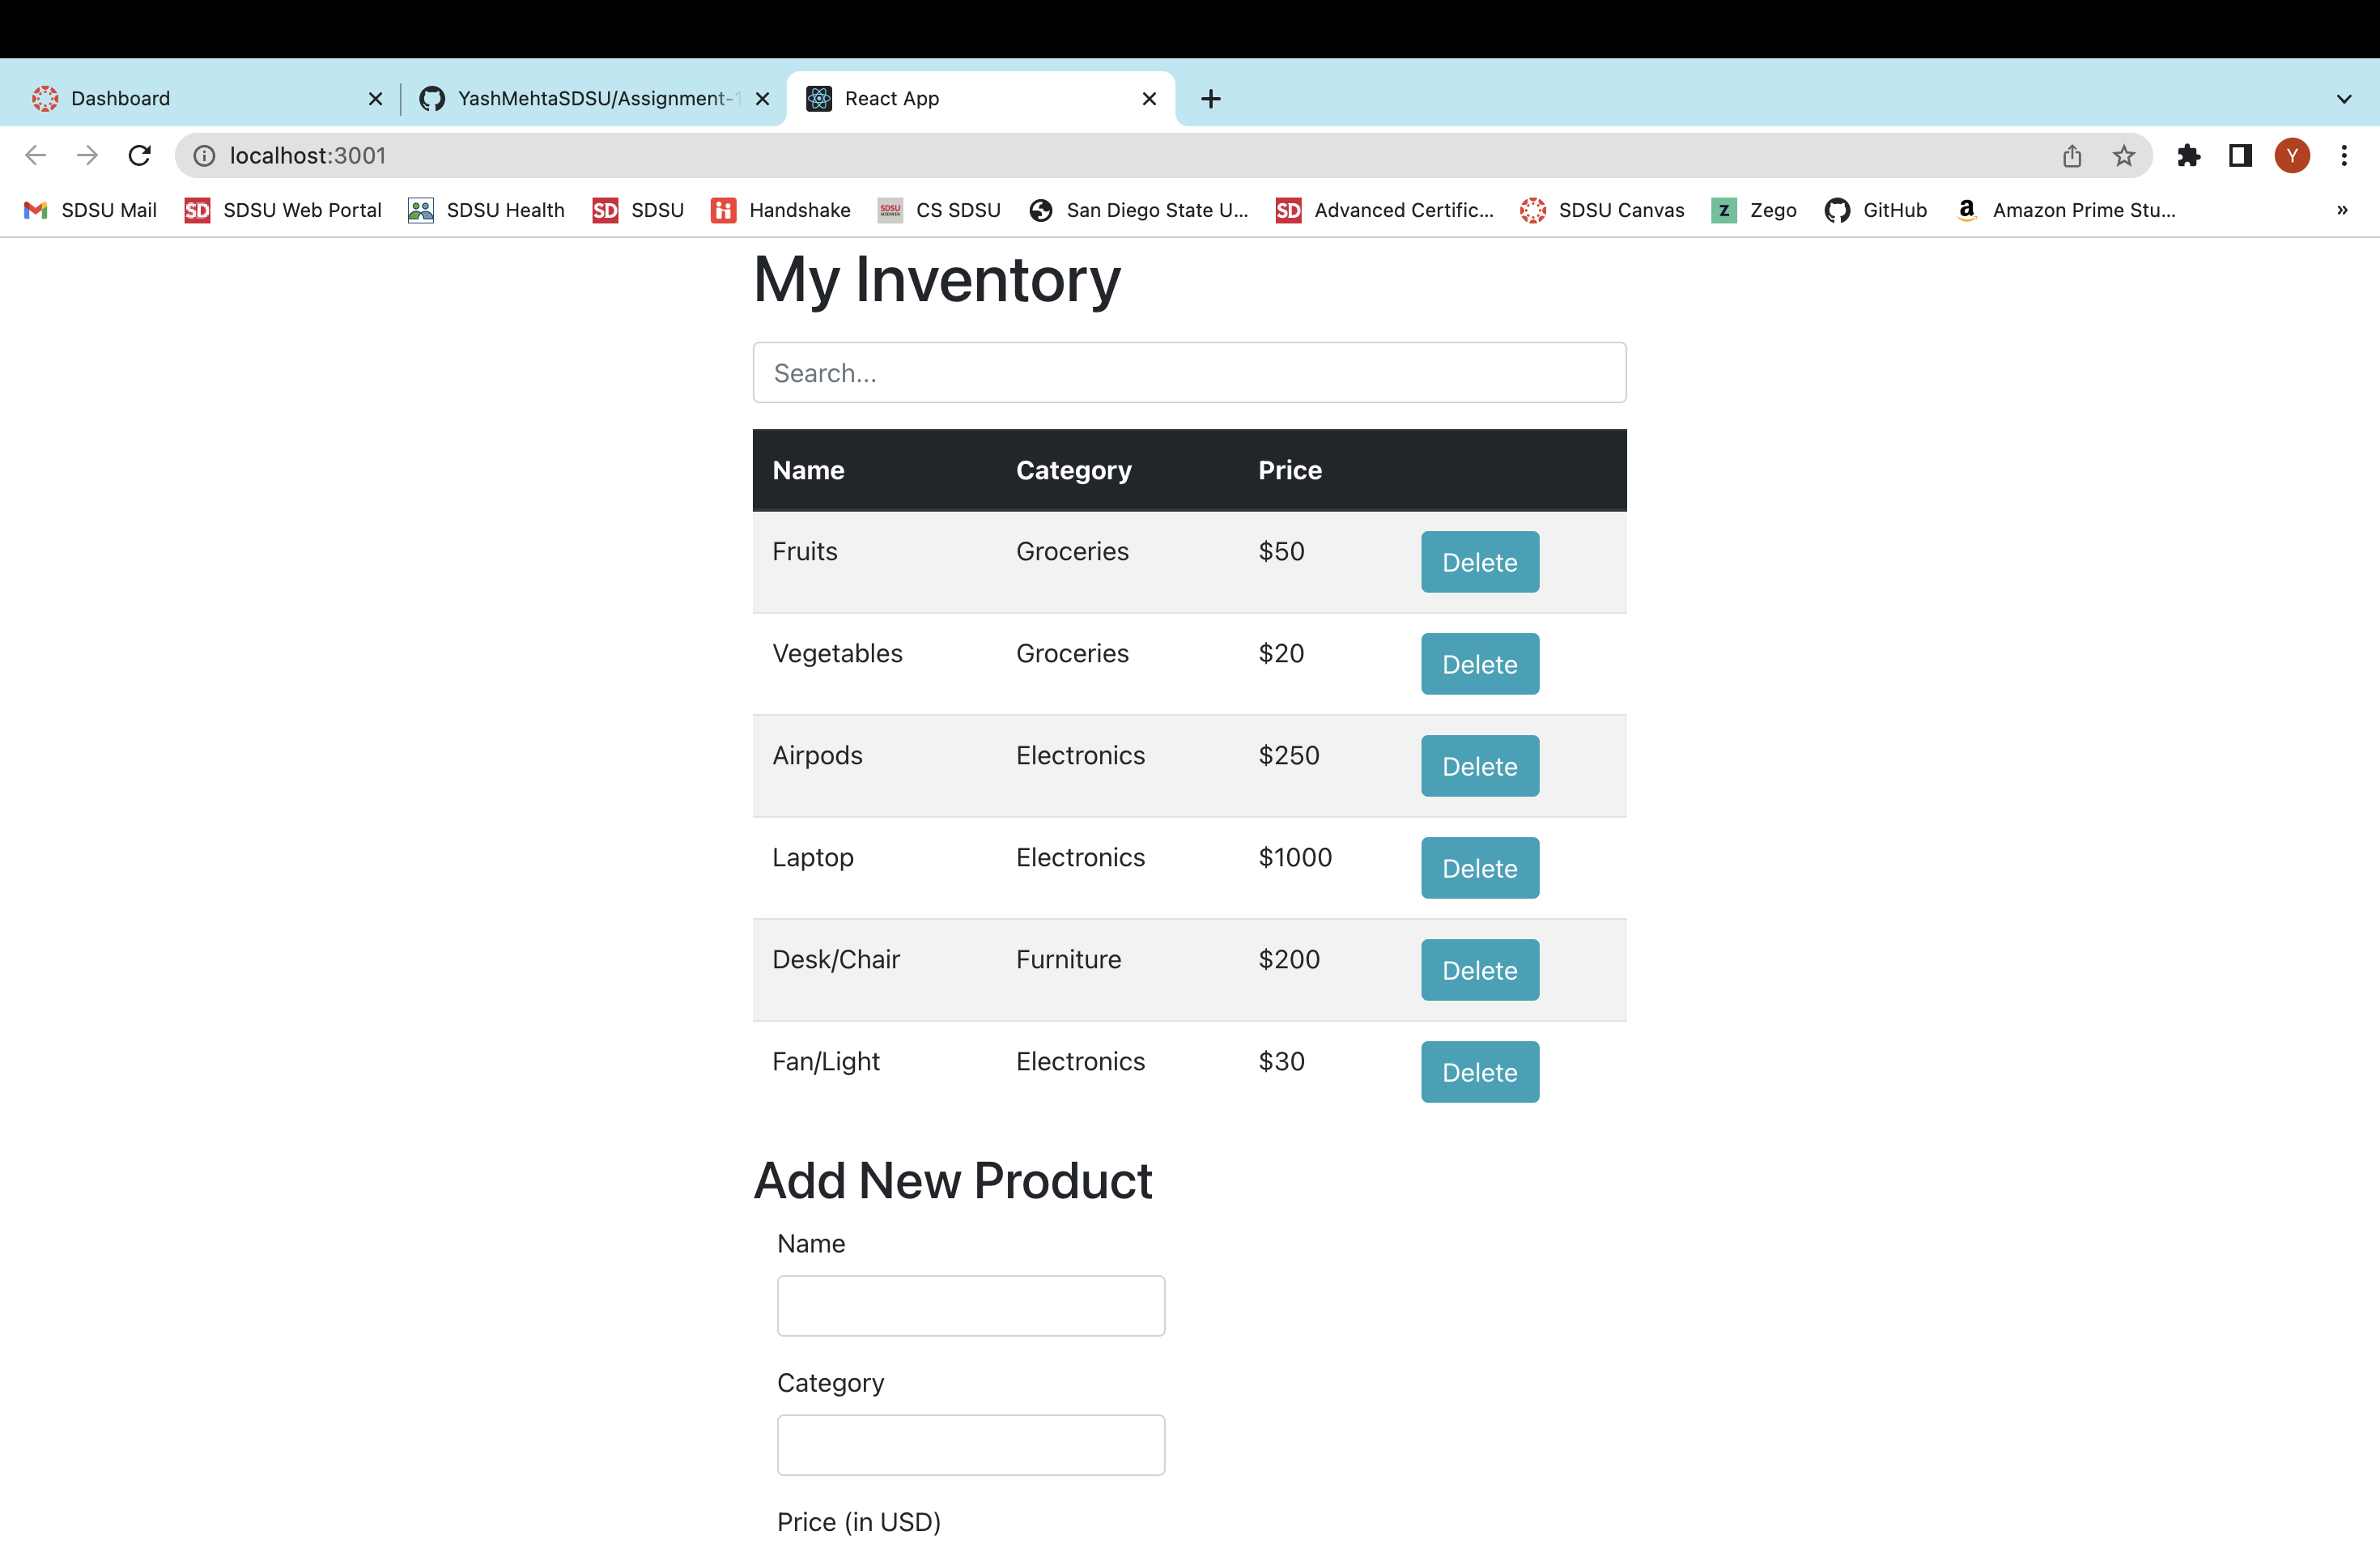 Dashboard
YashMehtaSDSU/Assignment-1
React App
localhost:3001
Y
SDSU Mail
SDSU Web Portal
SDSU Health
SDSU
Handshake
CS SDSU
San Diego State U...
Advanced Certific...
SDSU Canvas
Zego
GitHub
Amazon Prime Stu...
»
My Inventory
Search...
Name Category Price
Fruits Groceries $50 Delete
Vegetables Groceries $20 Delete
Airpods Electronics $250 Delete
Laptop Electronics $1000 Delete
Desk/Chair Furniture $200 Delete
Fan/Light Electronics $30 Delete
Add New Product
Name
Category
Price (in USD)